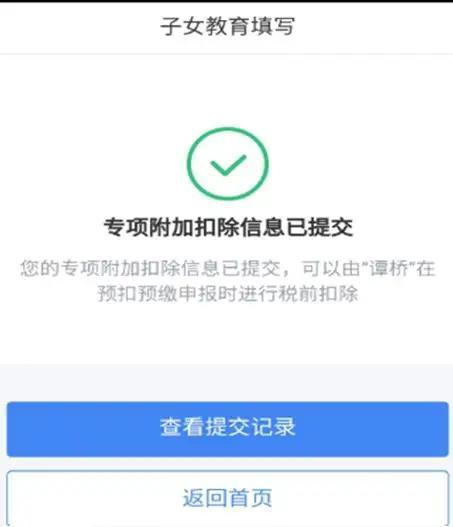 子女教育填写
专项附加扣除信息已提交
您的专项附加扣除信息已提交，可以由“谭桥”在
预扣预缴申报时进行税前扣除
查看提交记录
返回首页